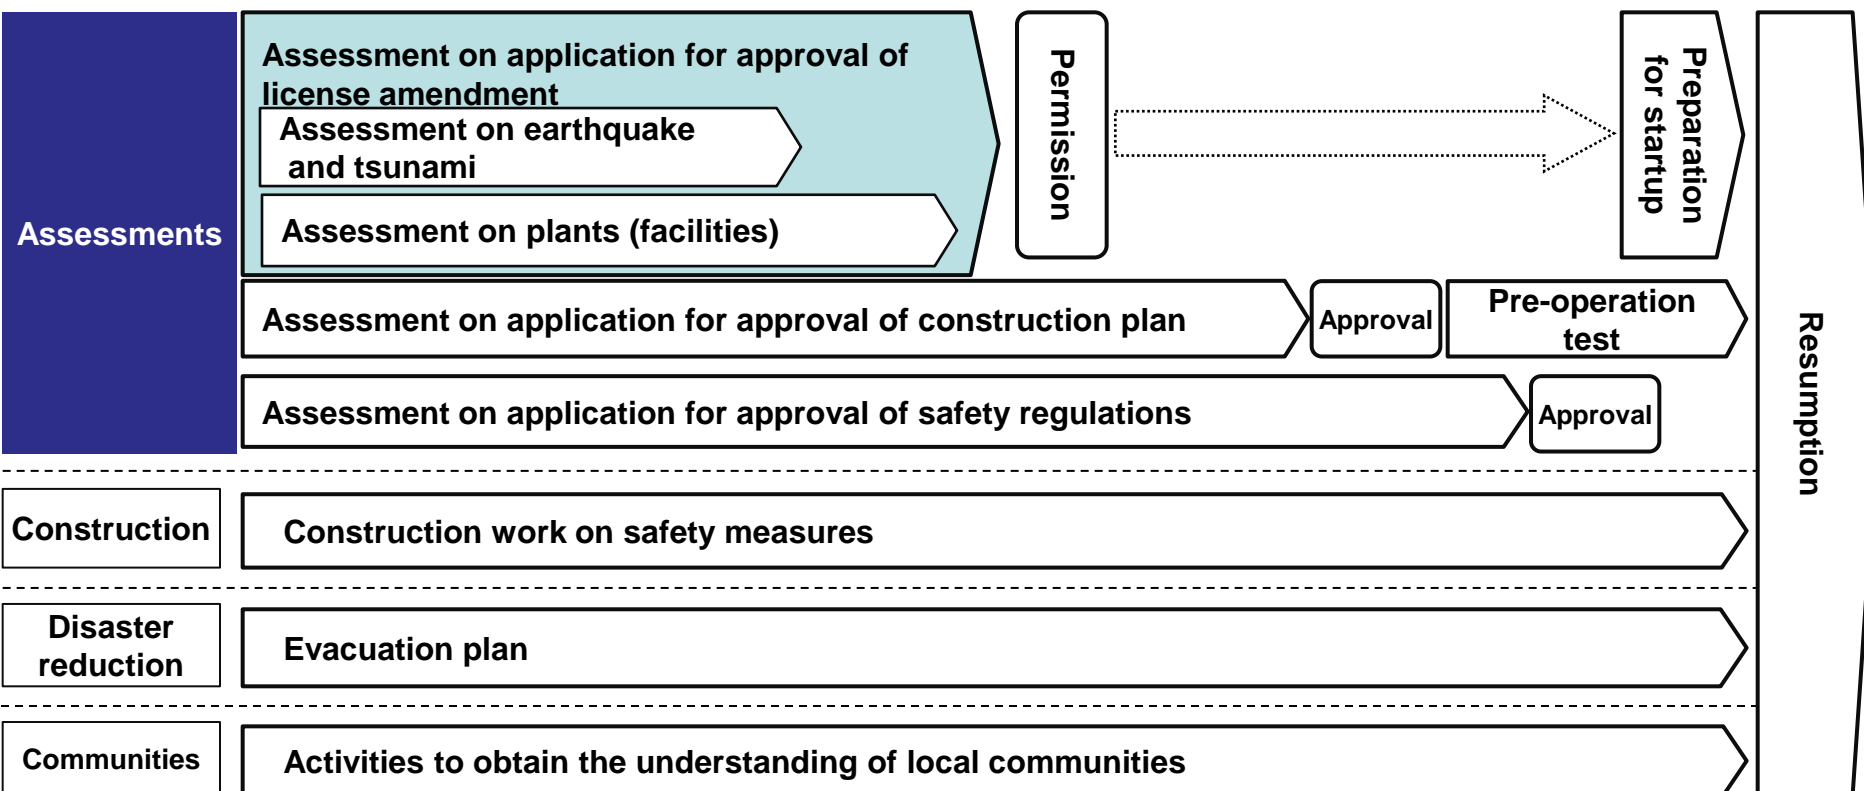 Assessments
Assessment on application for approval of
license amendment
Assessment on earthquake
and tsunami
Assessment on plants (facilities)
Permission
Preparation
for startup
Assessment on application for approval of construction plan
Approval
Pre-operation
test
Assessment on application for approval of safety regulations
Approval
Resumption
Construction
Construction work on safety measures
Disaster
reduction
Evacuation plan
Communities
Activities to obtain the understanding of local communities